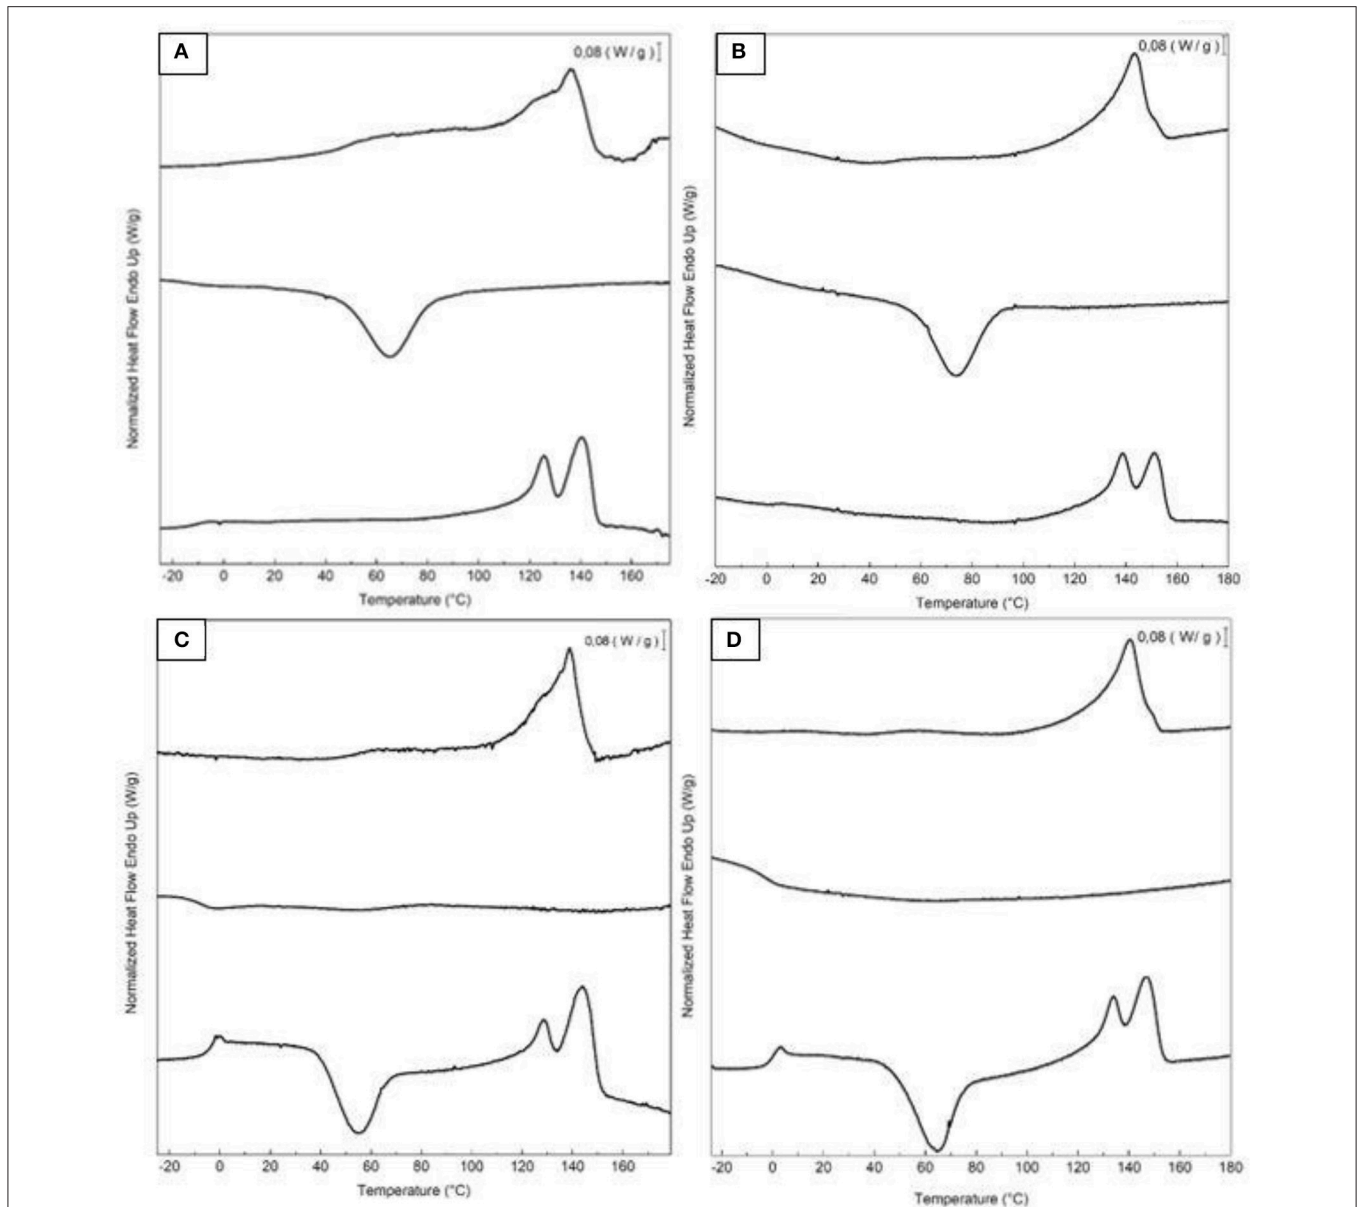 A
0,08 ( W / g )
Normalized Heat Flow Endo Up (W/g)
-20 0 20 40 60 80 100 120 140 160
Temperature (°C)
B
0,08 ( W / g )
Normalized Heat Flow Endo Up (W/g)
-20 0 20 40 60 80 100 120 140 160 180
Temperature (°C)
C
0,08 ( W / g )
Normalized Heat Flow Endo Up (W/g)
-20 0 20 40 60 80 100 120 140 160
Temperature (°C)
D
0,08 ( W/ g )
Normalized Heat Flow Endo Up (W/g)
-20 0 20 40 60 80 100 120 140 160 180
Temperature (°C)